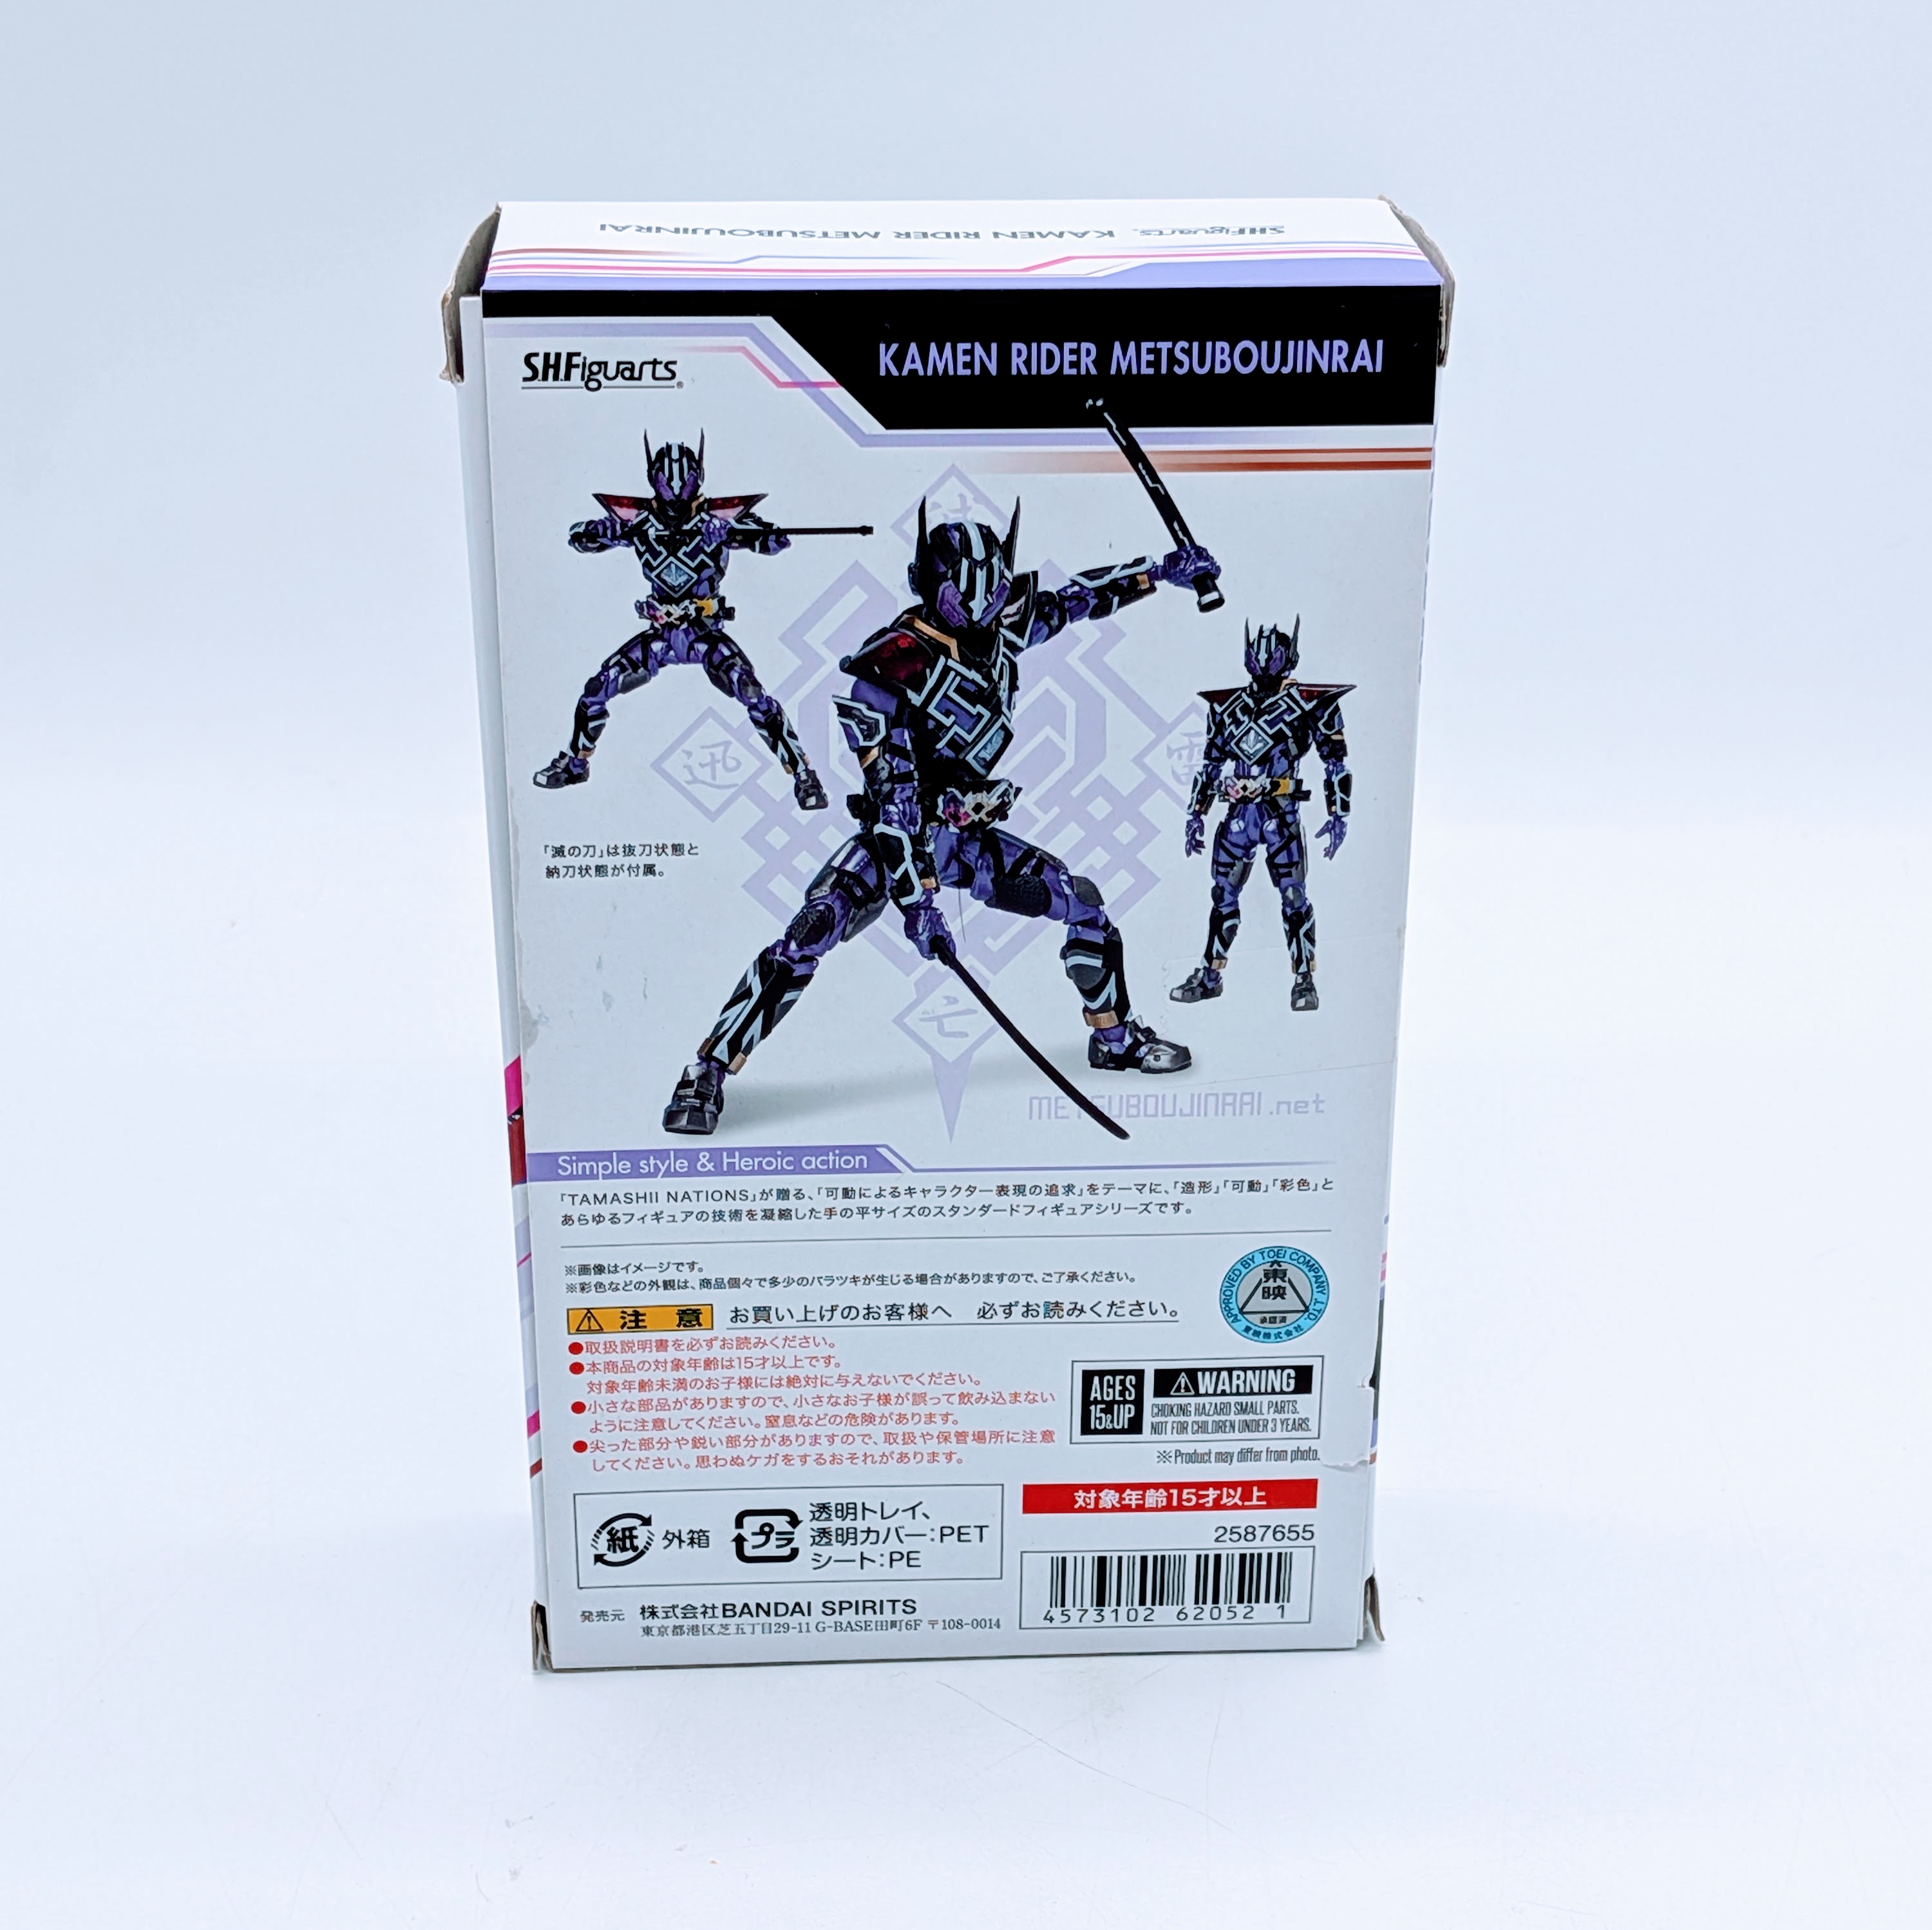 S.H.Figuarts. KAMEN RIDER METSUBOUJINRAI
S.H.Figuarts®
KAMEN RIDER METSUBOUJINRAI
迅
雷
之
「滅の刀」は抜刀状態と
納刀状態が付属。
METSUBOUJINRAI.net
Simple style & Heroic action
「TAMASHII NATIONS」が贈る、「可動によるキャラクター表現の追求」をテーマに、「造形」「可動」「彩色」と
あらゆるフィギュアの技術を凝縮した手の平サイズのスタンダードフィギュアシリーズです。
※画像はイメージです。
※彩色などの外観は、商品個々で多少のバラツキが生じる場合がありますので、ご了承ください。
APPROVED BY TOEI COMPANY,LTD.
東映
承認済
東映株式会社
⚠ 注意 お買い上げのお客様へ 必ずお読みください。
●取扱説明書を必ずお読みください。
●本商品の対象年齢は15才以上です。
対象年齢未満のお子様には絶対に与えないでください。
●小さな部品がありますので、小さなお子様が誤って飲み込まない
ように注意してください。窒息などの危険があります。
●尖った部分や鋭い部分がありますので、取扱や保管場所に注意
してください。思わぬケガをするおそれがあります。
AGES
15&UP
⚠WARNING
CHOKING HAZARD SMALL PARTS.
NOT FOR CHILDREN UNDER 3 YEARS.
※Product may differ from photo.
対象年齢15才以上
紙 外箱
プラ 透明トレイ、
透明カバー:PET
シート:PE
2587655
4573102 62052 1
発売元 株式会社BANDAI SPIRITS
東京都港区芝五丁目29-11 G-BASE田町6F 〒108-0014